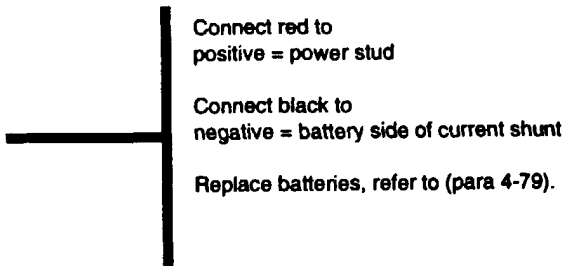 Connect red to
positive = power stud
Connect black to
negative = battery side of current shunt
Replace batteries, refer to (para 4-79).